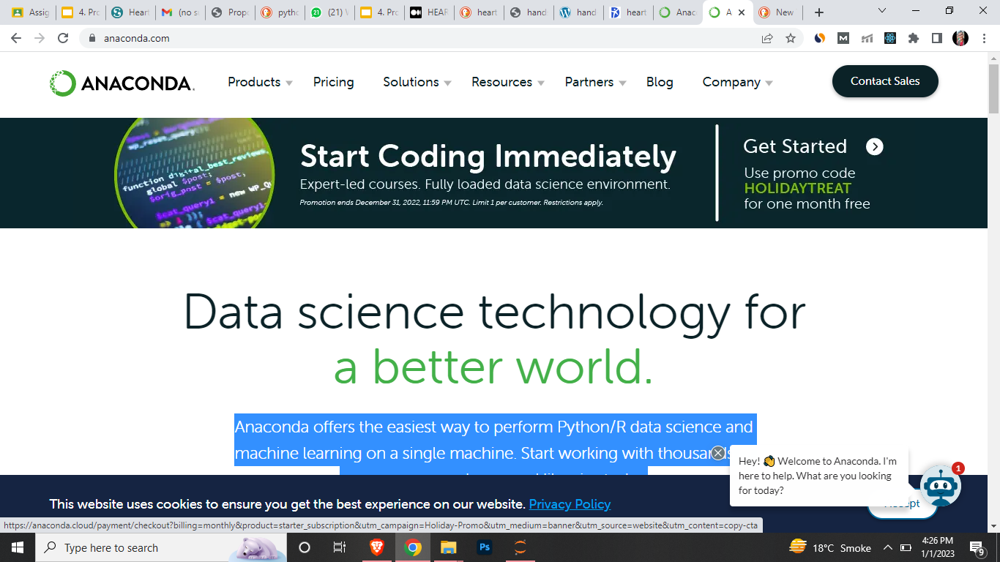 Assig
4. Pro
Heart
(no su
Propo
pytho
(21) W
4. Pro
HEAR
heart
hand
hand
heart
Anac
A
New
anaconda.com
ANACONDA.
Products
Pricing
Solutions
Resources
Partners
Blog
Company
Contact Sales
function digital_best_reviews.
global $post;
$orig_post = $post;
$cat_query1 = new WP_Qu
Start Coding Immediately
Expert-led courses. Fully loaded data science environment.
Promotion ends December 31, 2022, 11:59 PM UTC. Limit 1 per customer. Restrictions apply.
Get Started
Use promo code
HOLIDAYTREAT
for one month free
Data science technology for
a better world.
Anaconda offers the easiest way to perform Python/R data science and
machine learning on a single machine. Start working with thousands
Hey! 👏 Welcome to Anaconda. I'm
here to help. What are you looking
for today?
1
This website uses cookies to ensure you get the best experience on our website. Privacy Policy
Accept
https://anaconda.cloud/payment/checkout?billing=monthly&product=starter_subscription&utm_campaign=Holiday-Promo&utm_medium=banner&utm_source=website&utm_content=copy-cta
Type here to search
Ps
18°C Smoke
4:26 PM
1/1/2023
9